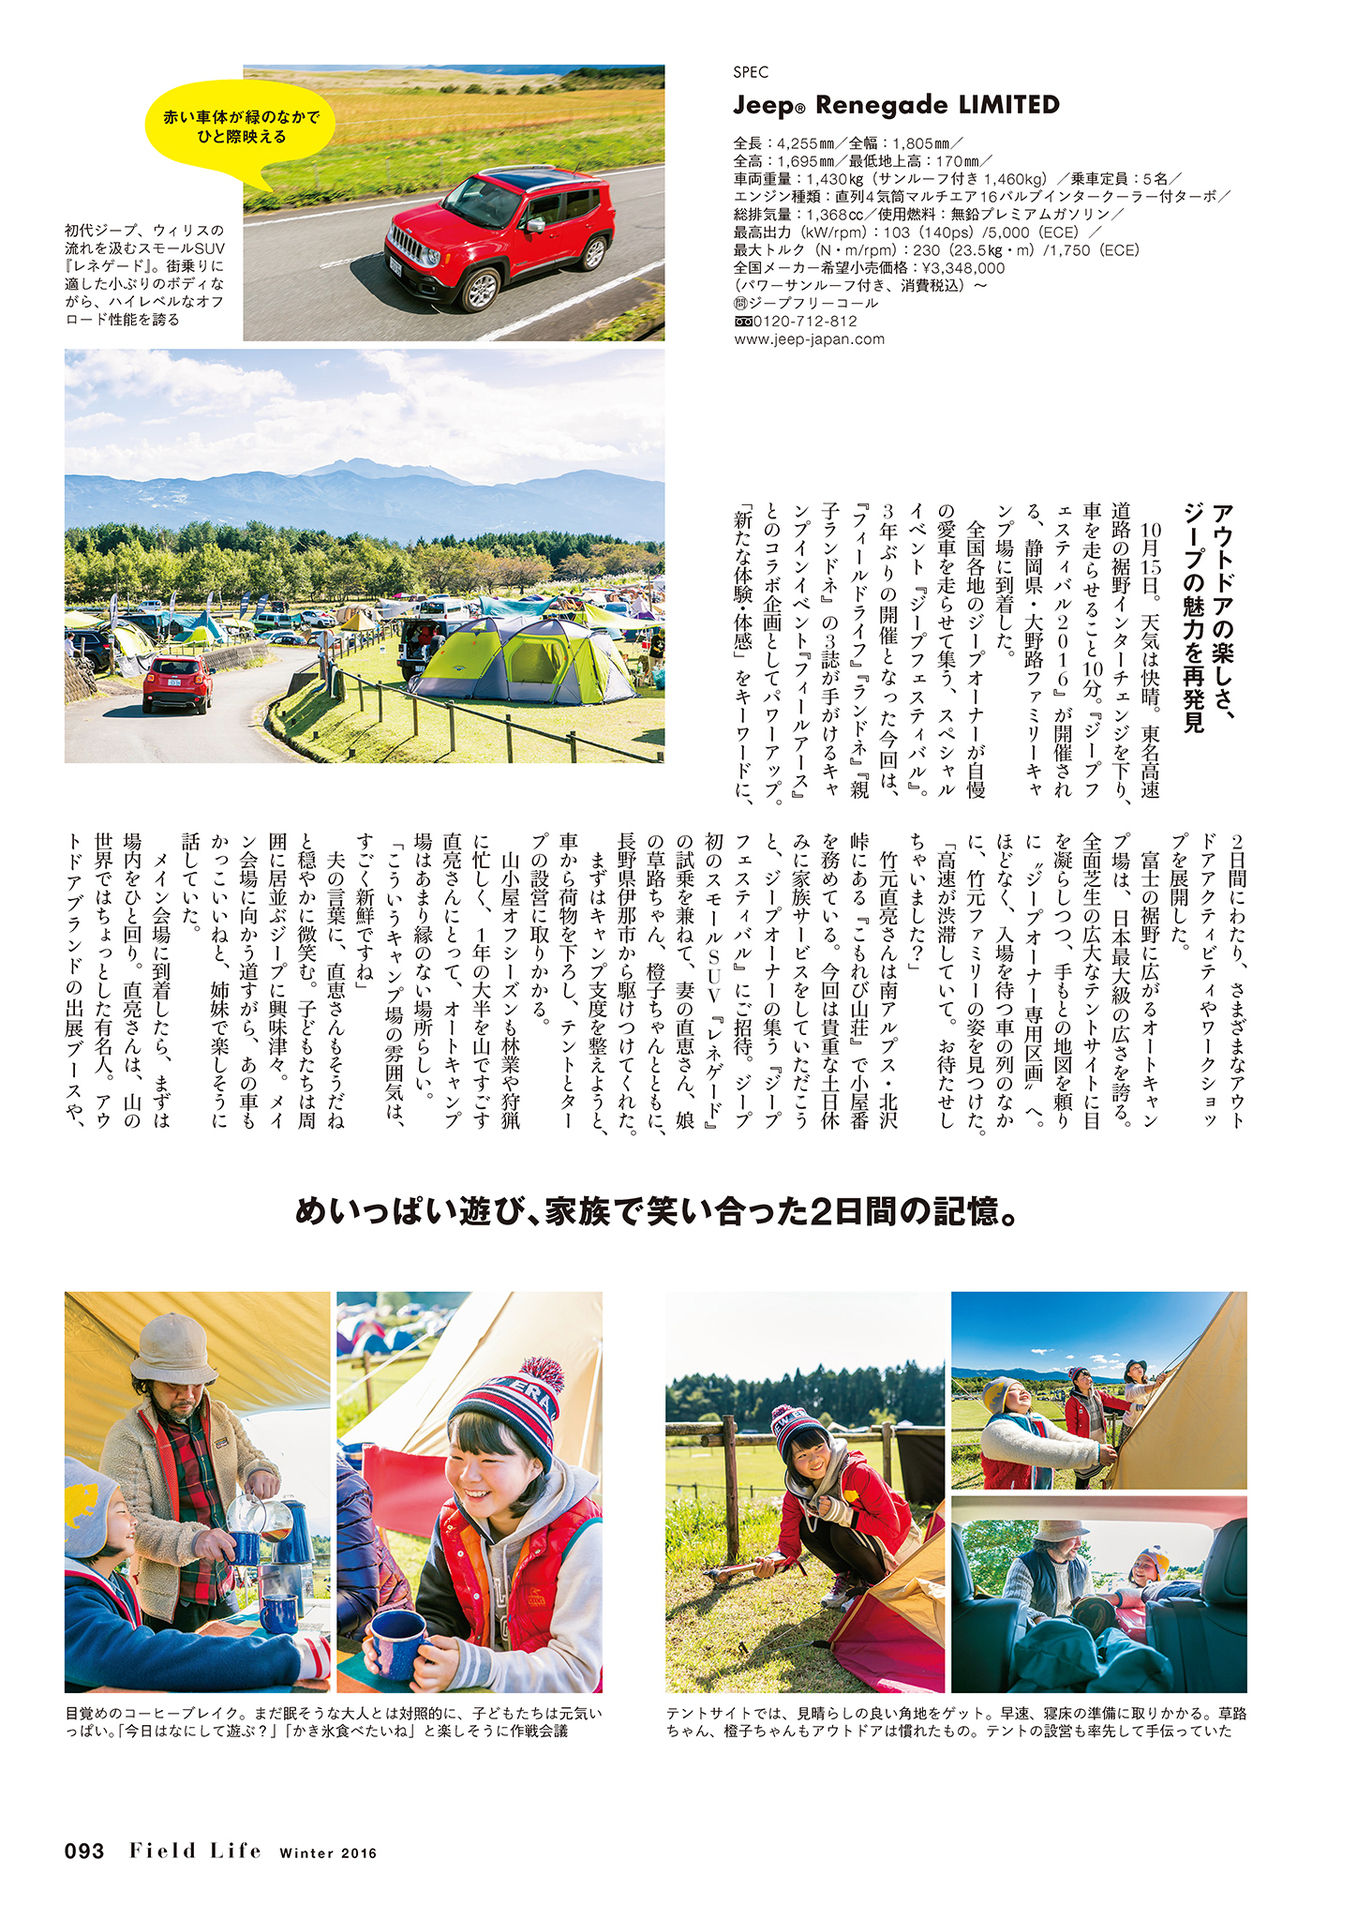 赤い車体が緑のなかで
ひと際映える
初代ジープ、ウィリスの
流れを汲むスモールSUV
『レネゲード』。街乗りに
適した小ぶりのボディな
がら、ハイレベルなオフ
ロード性能を誇る
SPEC
Jeep® Renegade LIMITED
全長：4,255㎜／全幅：1,805㎜／
全高：1,695㎜／最低地上高：170㎜／
車両重量：1,430㎏（サンルーフ付き 1,460kg）／乗車定員：5名／
エンジン種類：直列4気筒マルチエア16バルブインタークーラー付ターボ／
総排気量：1,368㏄／使用燃料：無鉛プレミアムガソリン／
最高出力（kW/rpm）：103（140ps）/5,000（ECE）／
最大トルク（N・m/rpm）：230（23.5㎏・m）/1,750（ECE）
全国メーカー希望小売価格：¥3,348,000
（パワーサンルーフ付き、消費税込）～
㉄ジープフリーコール
0120-712-812
www.jeep-japan.com
アウトドアの楽しさ、
ジープの魅力を再発見
10月15日。天気は快晴。東名高速
道路の裾野インターチェンジを下り、
車を走らせること10分。『ジープフ
ェスティバル2016』が開催され
る、静岡県・大野路ファミリーキャ
ンプ場に到着した。
全国各地のジープオーナーが自慢
の愛車を走らせて集う、スペシャル
イベント『ジープフェスティバル』。
3年ぶりの開催となった今回は、
『フィールドライフ』『ランドネ』『親
子ランドネ』の3誌が手がけるキャ
ンプインイベント『フィールアース』
とのコラボ企画としてパワーアップ。
「新たな体験・体感」をキーワードに、
2日間にわたり、さまざまなアウト
ドアアクティビティやワークショッ
プを展開した。
富士の裾野に広がるオートキャン
プ場は、日本最大級の広さを誇る。
全面芝生の広大なテントサイトに目
を凝らしつつ、手もとの地図を頼り
に〝ジープオーナー専用区画〟へ。
ほどなく、入場を待つ車の列のなか
に、竹元ファミリーの姿を見つけた。
「高速が渋滞していて。お待たせし
ちゃいました？」
竹元直亮さんは南アルプス・北沢
峠にある『こもれび山荘』で小屋番
を務めている。今回は貴重な土日休
みに家族サービスをしていただこう
と、ジープオーナーの集う『ジープ
フェスティバル』にご招待。ジープ
初のスモールSUV『レネゲード』
の試乗を兼ねて、妻の直恵さん、娘
の草路ちゃん、橙子ちゃんとともに、
長野県伊那市から駆けつけてくれた。
まずはキャンプ支度を整えようと、
車から荷物を下ろし、テントとター
プの設営に取りかかる。
山小屋オフシーズンも林業や狩猟
に忙しく、1年の大半を山ですごす
直亮さんにとって、オートキャンプ
場はあまり縁のない場所らしい。
「こういうキャンプ場の雰囲気は、
すごく新鮮ですね」
夫の言葉に、直恵さんもそうだね
と穏やかに微笑む。子どもたちは周
囲に居並ぶジープに興味津々。メイ
ン会場に向かう道すがら、あの車も
かっこいいねと、姉妹で楽しそうに
話していた。
メイン会場に到着したら、まずは
場内をひと回り。直亮さんは、山の
世界ではちょっとした有名人。アウ
トドアブランドの出展ブースや、
めいっぱい遊び、家族で笑い合った2日間の記憶。
NEW ERA
目覚めのコーヒーブレイク。まだ眠そうな大人とは対照的に、子どもたちは元気い
っぱい。「今日はなにして遊ぶ？」「かき氷食べたいね」と楽しそうに作戦会議
テントサイトでは、見晴らしの良い角地をゲット。早速、寝床の準備に取りかかる。草路
ちゃん、橙子ちゃんもアウトドアは慣れたもの。テントの設営も率先して手伝っていた
093 Field Life Winter 2016